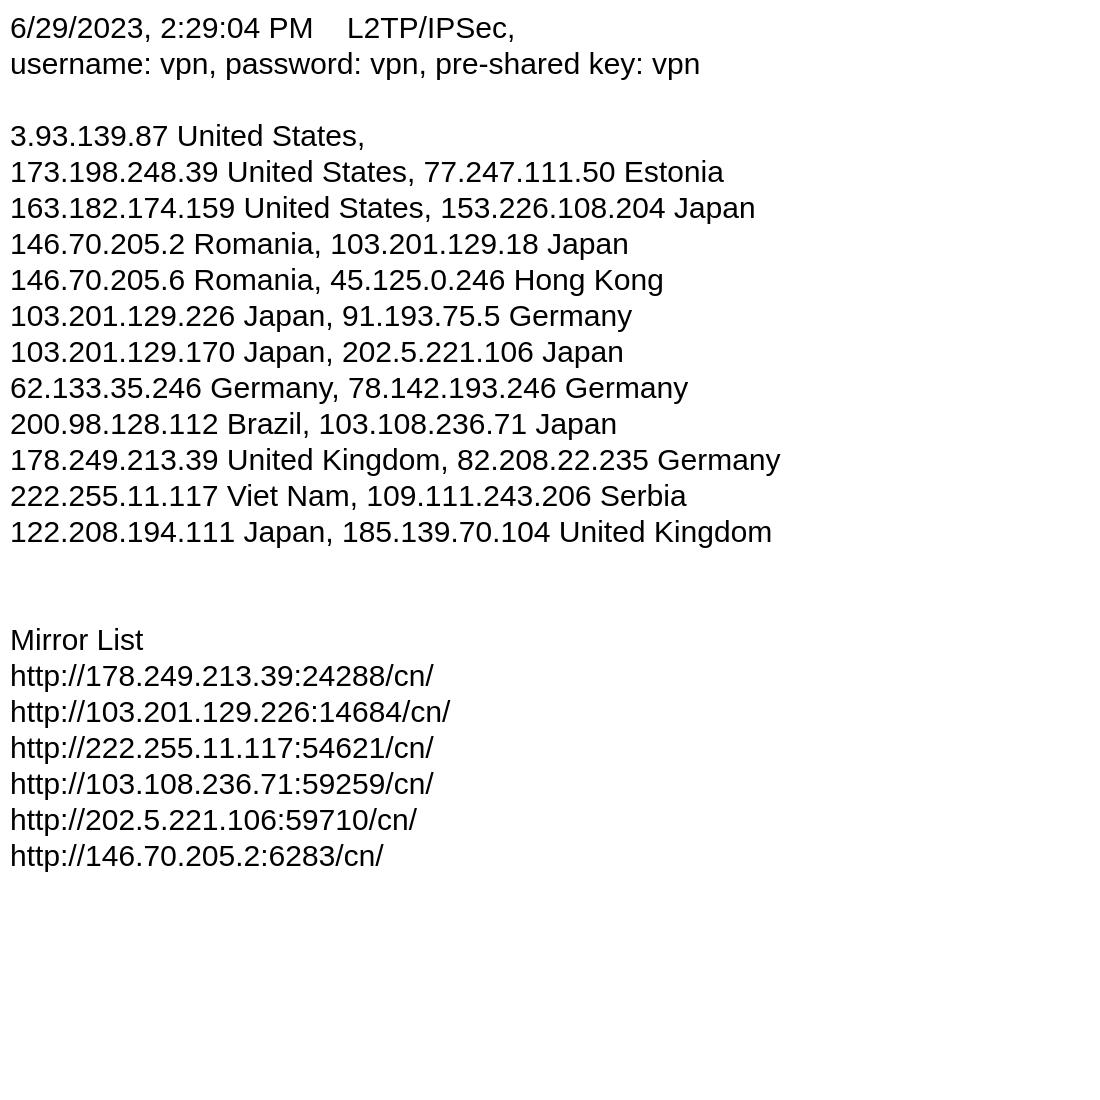 6/29/2023, 2:29:04 PM    L2TP/IPSec,
username: vpn, password: vpn, pre-shared key: vpn
3.93.139.87 United States,
173.198.248.39 United States, 77.247.111.50 Estonia
163.182.174.159 United States, 153.226.108.204 Japan
146.70.205.2 Romania, 103.201.129.18 Japan
146.70.205.6 Romania, 45.125.0.246 Hong Kong
103.201.129.226 Japan, 91.193.75.5 Germany
103.201.129.170 Japan, 202.5.221.106 Japan
62.133.35.246 Germany, 78.142.193.246 Germany
200.98.128.112 Brazil, 103.108.236.71 Japan
178.249.213.39 United Kingdom, 82.208.22.235 Germany
222.255.11.117 Viet Nam, 109.111.243.206 Serbia
122.208.194.111 Japan, 185.139.70.104 United Kingdom
Mirror List
http://178.249.213.39:24288/cn/
http://103.201.129.226:14684/cn/
http://222.255.11.117:54621/cn/
http://103.108.236.71:59259/cn/
http://202.5.221.106:59710/cn/
http://146.70.205.2:6283/cn/